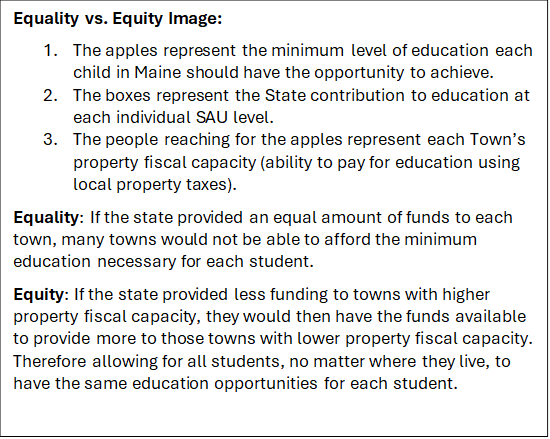 Equality vs. Equity Image:
1. The apples represent the minimum level of education each
child in Maine should have the opportunity to achieve.
2. The boxes represent the State contribution to education at
each individual SAU level.
3. The people reaching for the apples represent each Town’s
property fiscal capacity (ability to pay for education using
local property taxes).
Equality: If the state provided an equal amount of funds to each
town, many towns would not be able to afford the minimum
education necessary for each student.
Equity: If the state provided less funding to towns with higher
property fiscal capacity, they would then have the funds available
to provide more to those towns with lower property fiscal capacity.
Therefore allowing for all students, no matter where they live, to
have the same education opportunities for each student.